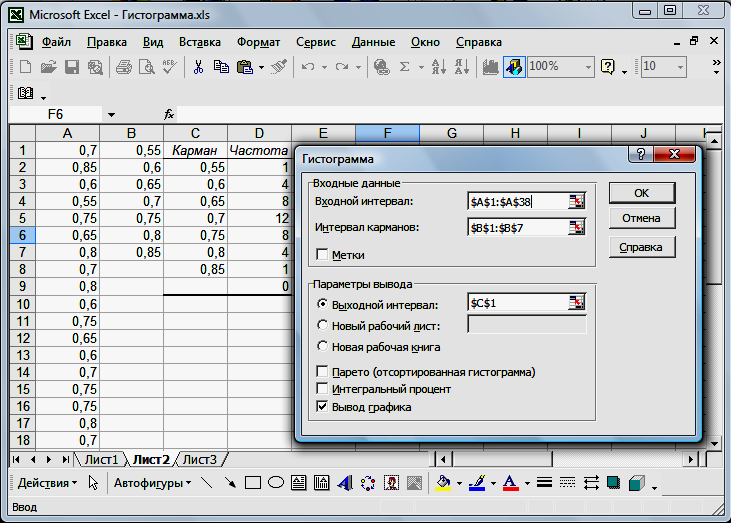 Microsoft Excel - Гистограмма.xls
Файл Правка Вид Вставка Формат Сервис Данные Окно Справка
100% 10
F6 fx
A B C D E F G H I J
1 0,7 0,55 Карман Частота
2 0,85 0,6 0,55 1
3 0,6 0,65 0,6 4
4 0,55 0,7 0,65 8
5 0,75 0,75 0,7 12
6 0,65 0,8 0,75 8
7 0,8 0,85 0,8 4
8 0,7 0,85 1
9 0,8 0
10 0,6
11 0,75
12 0,65
13 0,6
14 0,7
15 0,75
16 0,75
17 0,8
18 0,7
Гистограмма
Входные данные
Входной интервал: $A$1:$A$38
Интервал карманов: $B$1:$B$7
Метки
OK
Отмена
Справка
Параметры вывода
Выходной интервал: $C$1
Новый рабочий лист:
Новая рабочая книга
Парето (отсортированная гистограмма)
Интегральный процент
Вывод графика
Лист1 Лист2 Лист3
Действия Автофигуры
Ввод